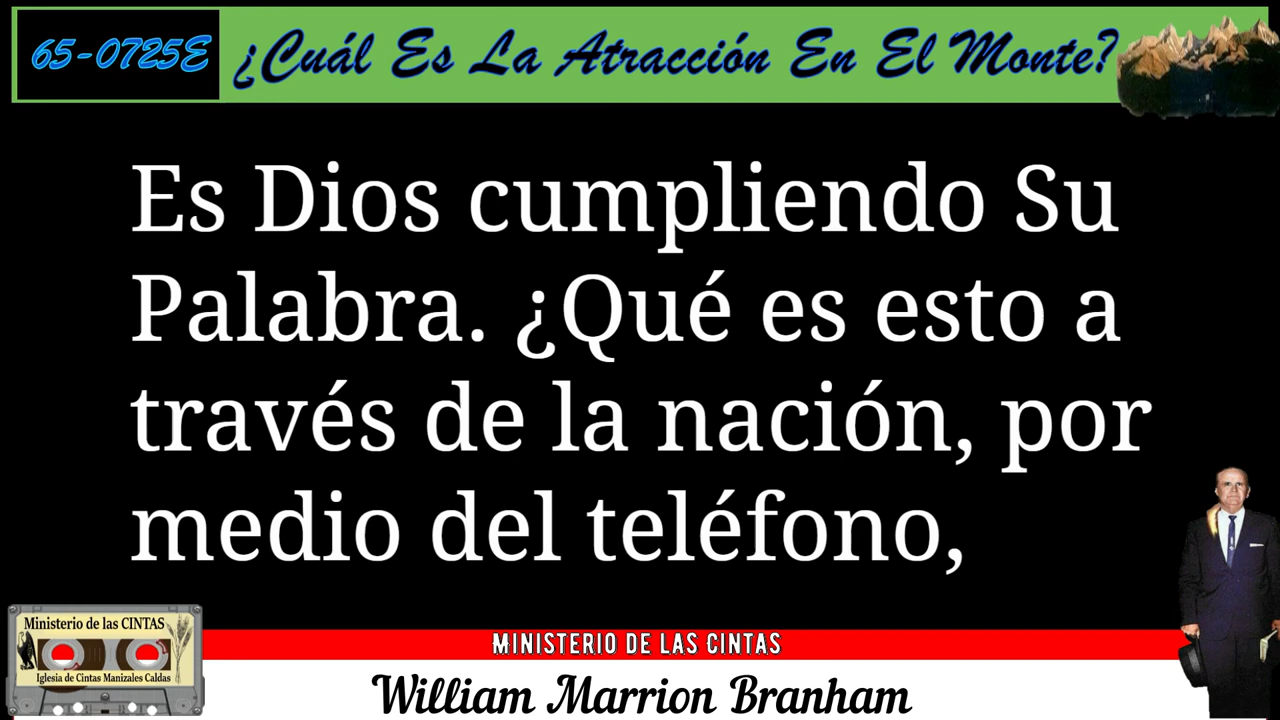 65-0725E ¿Cuál Es La Atracción En El Monte?
Es Dios cumpliendo Su
Palabra. ¿Qué es esto a
través de la nación, por
medio del teléfono,
Ministerio de las CINTAS
Iglesia de Cintas Manizales Caldas
MINISTERIO DE LAS CINTAS
William Marrion Branham